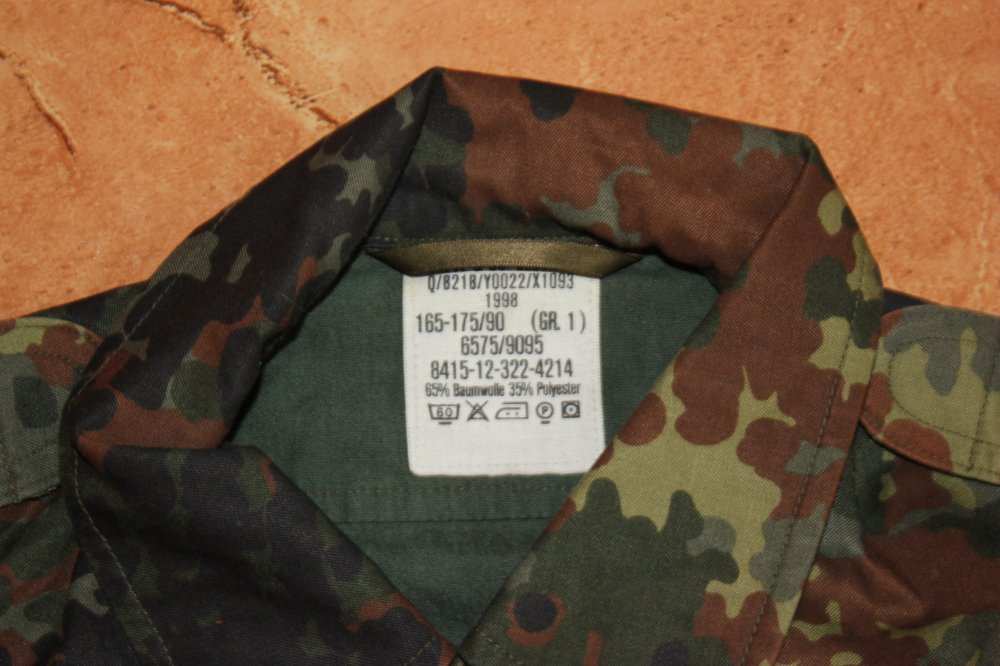 Q/B21B/Y0022/X1093
1998
165-175/90 (GR. 1)
6575/9095
8415-12-322-4214
65% Baumwolle 35% Polyester
60 P